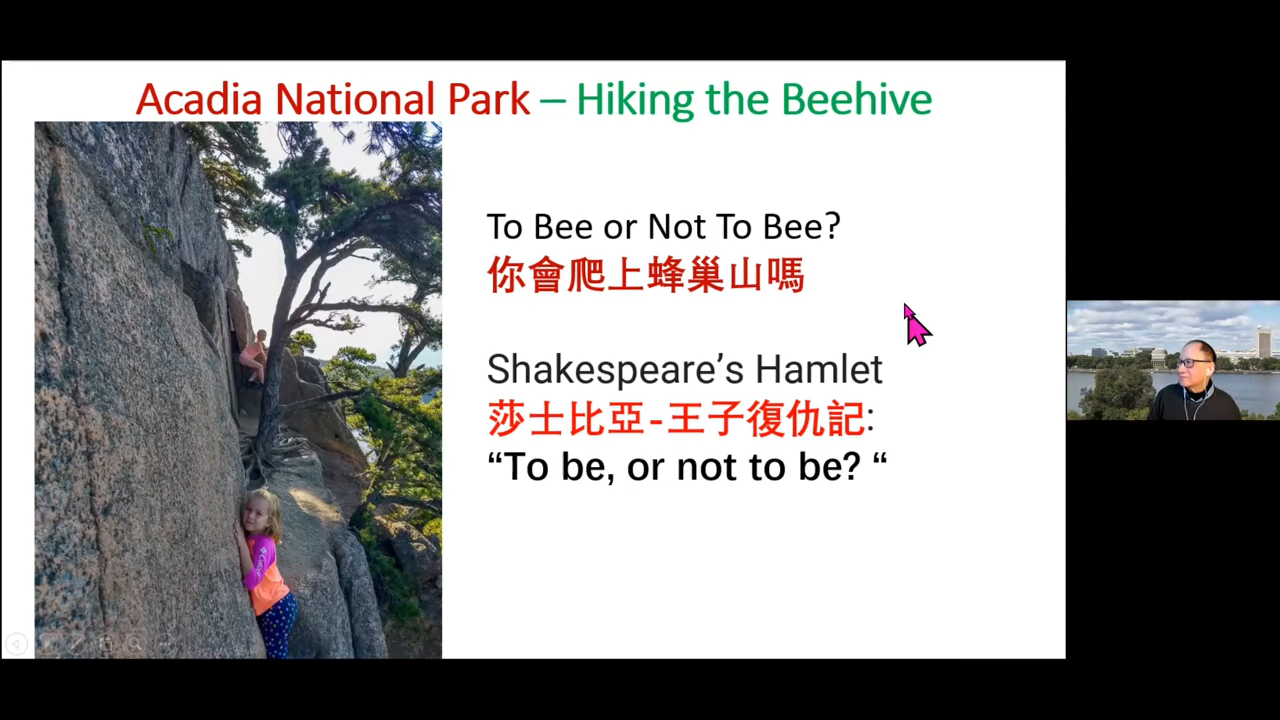 Acadia National Park – Hiking the Beehive
To Bee or Not To Bee?
你會爬上蜂巢山嗎
Shakespeare’s Hamlet
莎士比亞-王子復仇記:
“To be, or not to be? “